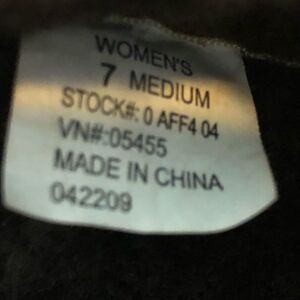 WOMEN'S
7 MEDIUM
STOCK#: 0 AFF4 04
VN#:05455
MADE IN CHINA
042209